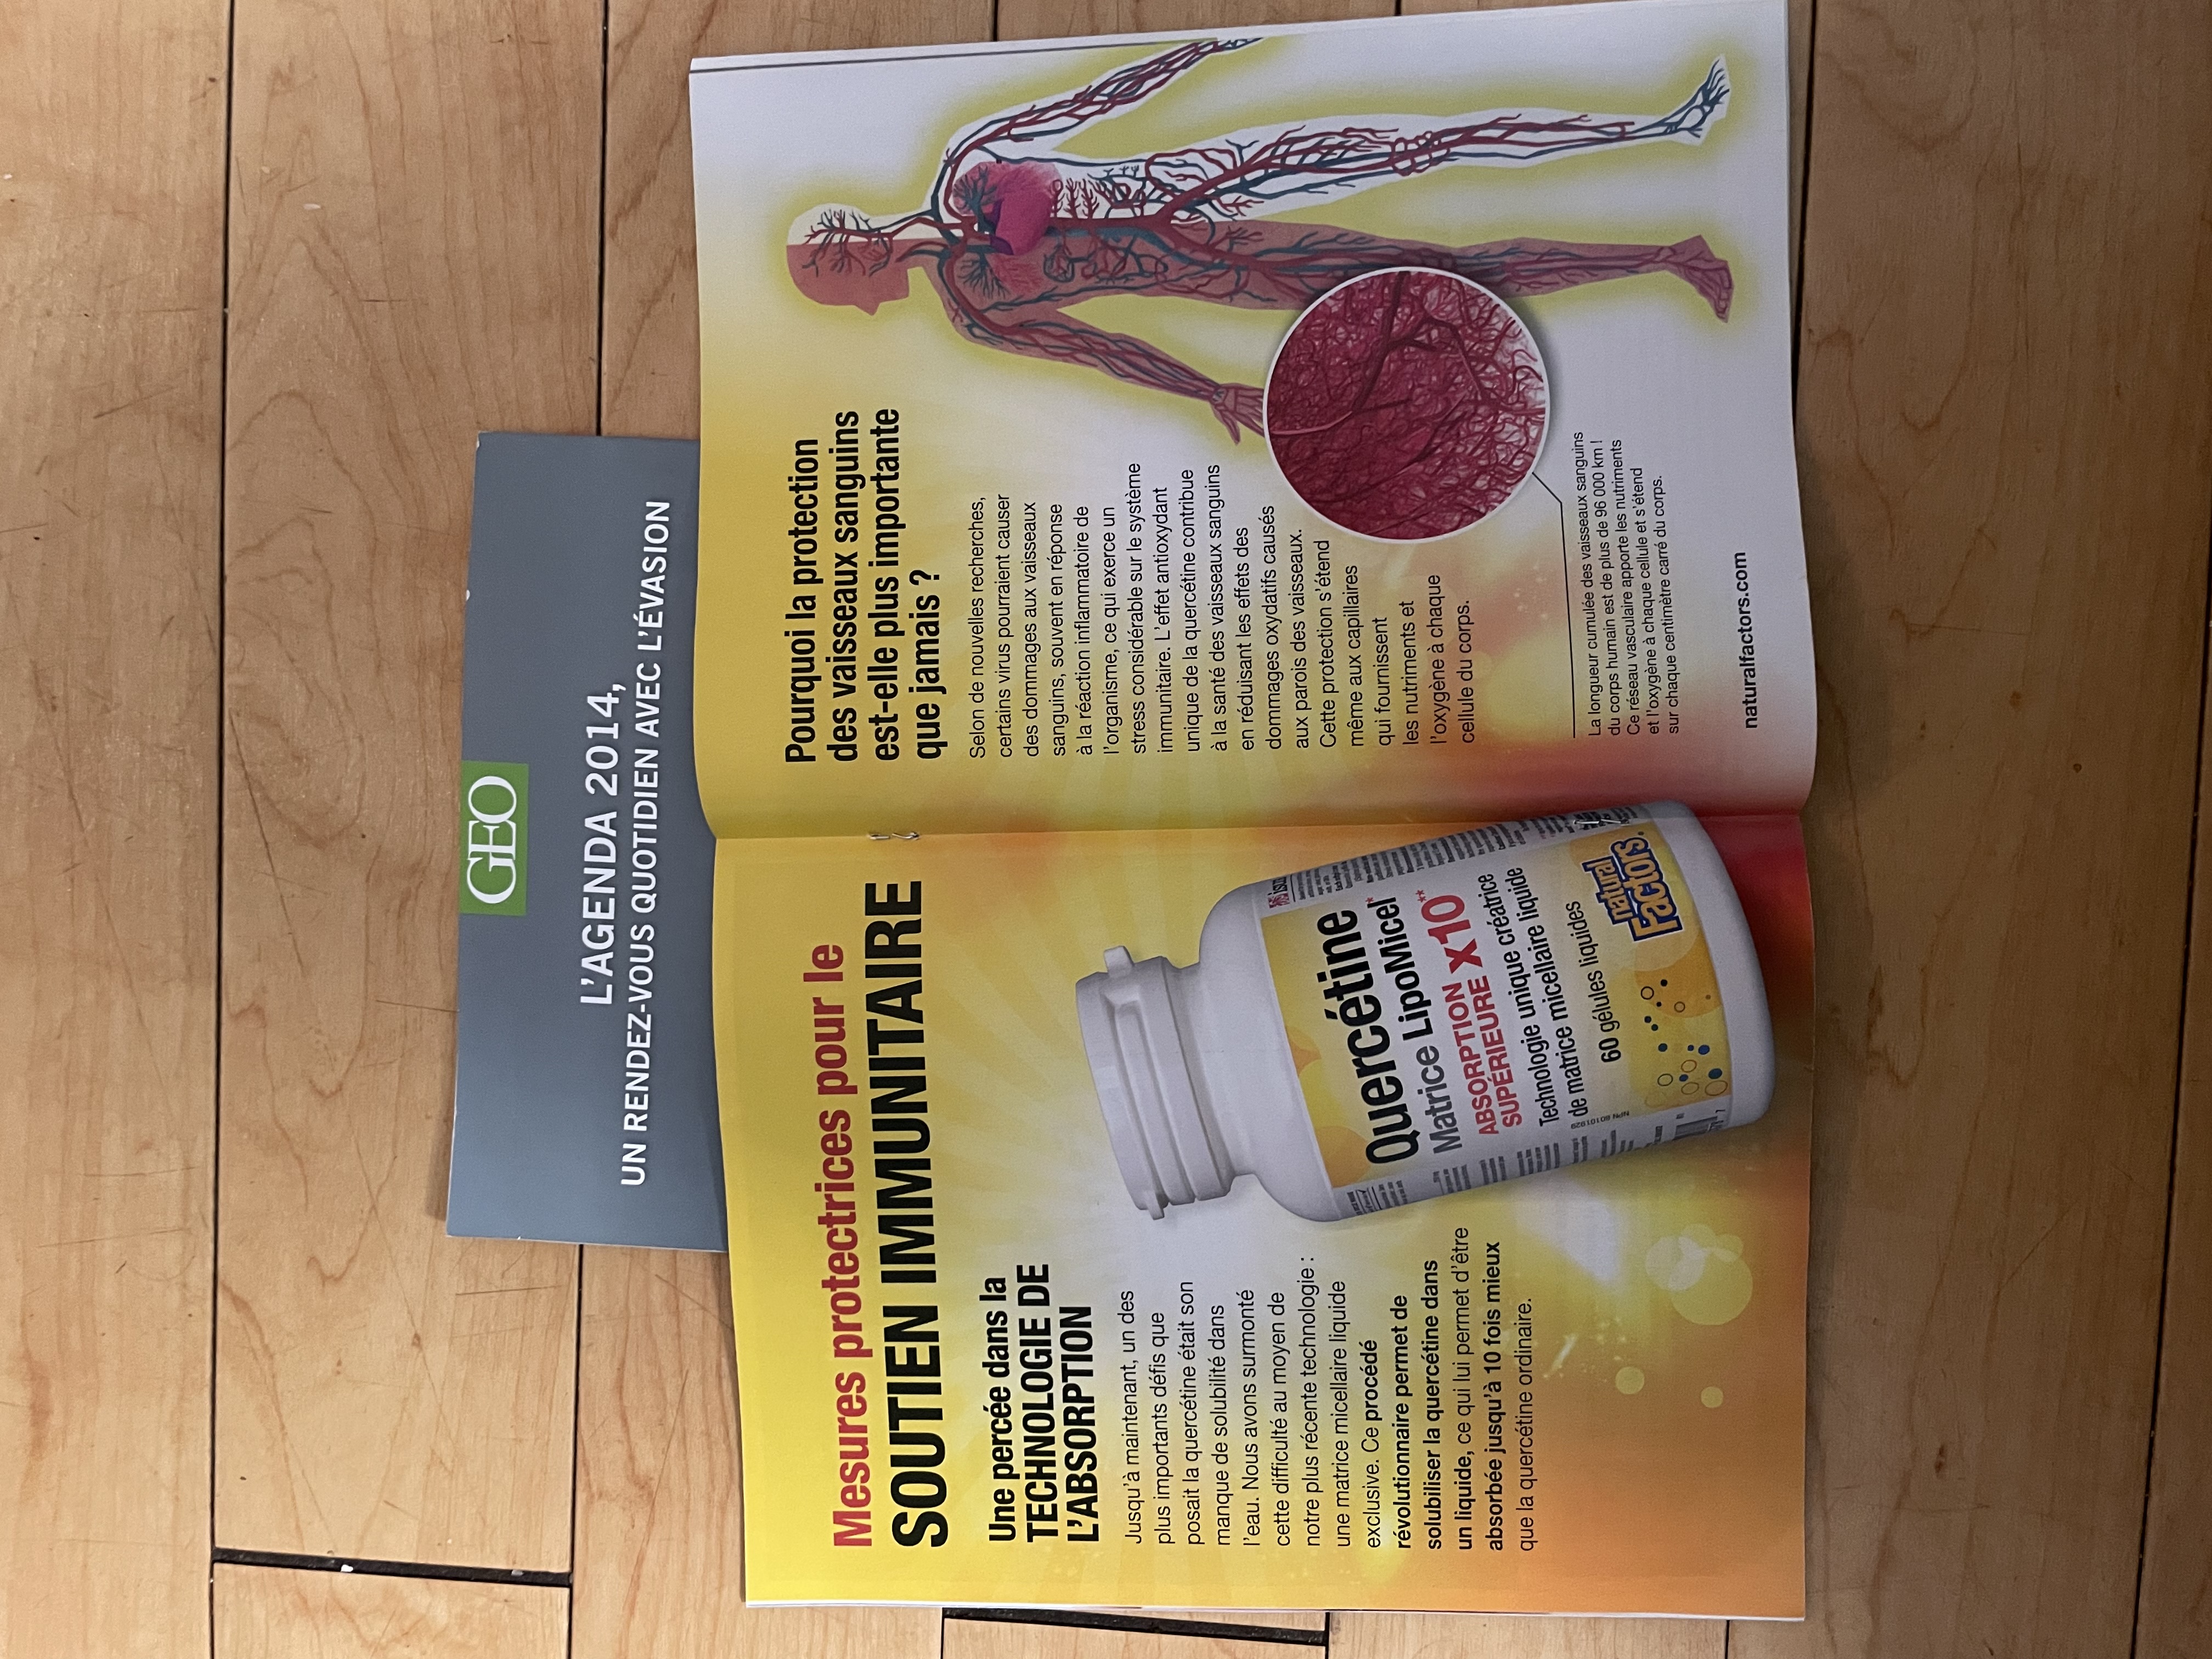 GEO
L'AGENDA 2014,
UN RENDEZ-VOUS QUOTIDIEN AVEC L'ÉVASION
Mesures protectrices pour le
SOUTIEN IMMUNITAIRE
Une percée dans la
TECHNOLOGIE DE
L'ABSORPTION
Jusqu'à maintenant, un des
plus importants défis que
posait la quercétine était son
manque de solubilité dans
l'eau. Nous avons surmonté
cette difficulté au moyen de
notre plus récente technologie :
une matrice micellaire liquide
exclusive. Ce procédé
révolutionnaire permet de
solubiliser la quercétine dans
un liquide, ce qui lui permet d'être
absorbée jusqu'à 10 fois mieux
que la quercétine ordinaire.
Quercétine
Matrice LipoMicel*
ABSORPTION
SUPÉRIEURE x10**
Technologie unique créatrice
de matrice micellaire liquide
60 gélules liquides
natural
Factors
Pourquoi la protection
des vaisseaux sanguins
est-elle plus importante
que jamais ?
Selon de nouvelles recherches,
certains virus pourraient causer
des dommages aux vaisseaux
sanguins, souvent en réponse
à la réaction inflammatoire de
l'organisme, ce qui exerce un
stress considérable sur le système
immunitaire. L'effet antioxydant
unique de la quercétine contribue
à la santé des vaisseaux sanguins
en réduisant les effets des
dommages oxydatifs causés
aux parois des vaisseaux.
Cette protection s'étend
même aux capillaires
qui fournissent
les nutriments et
l'oxygène à chaque
cellule du corps.
La longueur cumulée des vaisseaux sanguins
du corps humain est de plus de 96 000 km !
Ce réseau vasculaire apporte les nutriments
et l'oxygène à chaque cellule et s'étend
sur chaque centimètre carré du corps.
naturalfactors.com